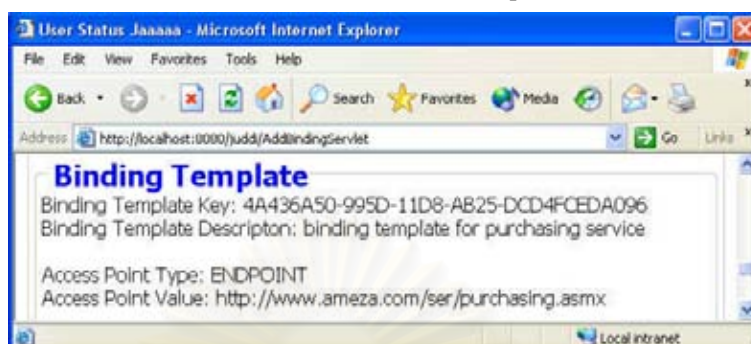 User Status Jaaaaa - Microsoft Internet Explorer
File Edit View Favorites Tools Help
Back Search Favorites Media
Address http://localhost:8080/judd/AddBindingServlet Go Links
Binding Template
Binding Template Key: 4A436A50-995D-11D8-AB25-DCD4FCEDA096
Binding Template Descripton: binding template for purchasing service
Access Point Type: ENDPOINT
Access Point Value: http://www.ameza.com/ser/purchasing.asmx
Local intranet